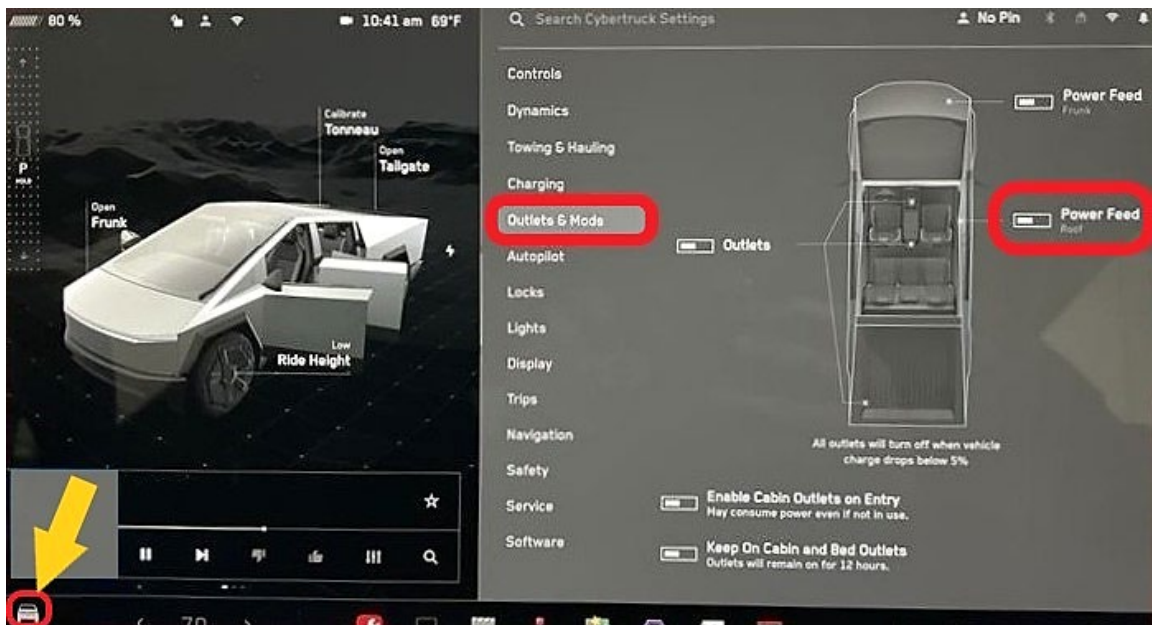 80 %
10:41 am 69°F
Search Cybertruck Settings
No Pin
Calibrate
Tonneau
Open
Tailgate
Open
Frunk
P
HOLD
Low
Ride Height
Controls
Dynamics
Towing & Hauling
Charging
Outlets & Mods
Autopilot
Locks
Lights
Display
Trips
Navigation
Safety
Service
Software
Power Feed
Frunk
Power Feed
Roof
Outlets
All outlets will turn off when vehicle
charge drops below 5%
Enable Cabin Outlets on Entry
May consume power even if not in use.
Keep On Cabin and Bed Outlets
Outlets will remain on for 12 hours.